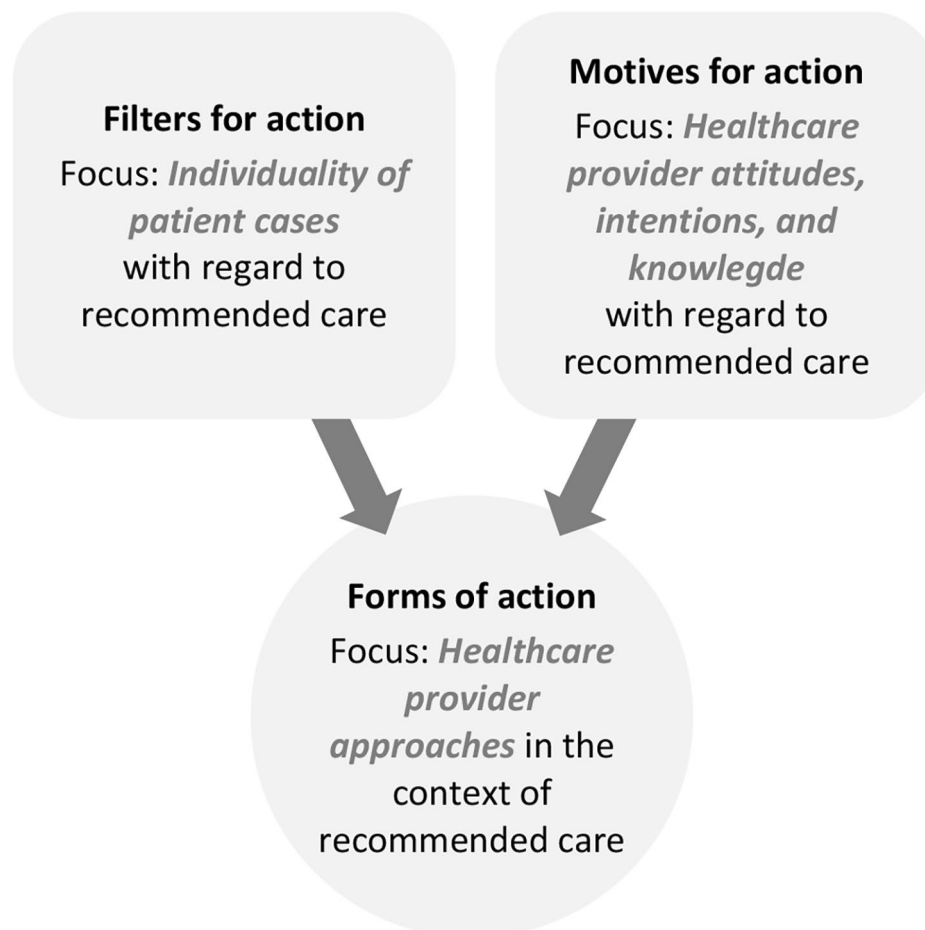 Filters for action
Focus: Individuality of
patient cases
with regard to
recommended care
Motives for action
Focus: Healthcare
provider attitudes,
intentions, and
knowlegde
with regard to
recommended care
Forms of action
Focus: Healthcare
provider
approaches in the
context of
recommended care